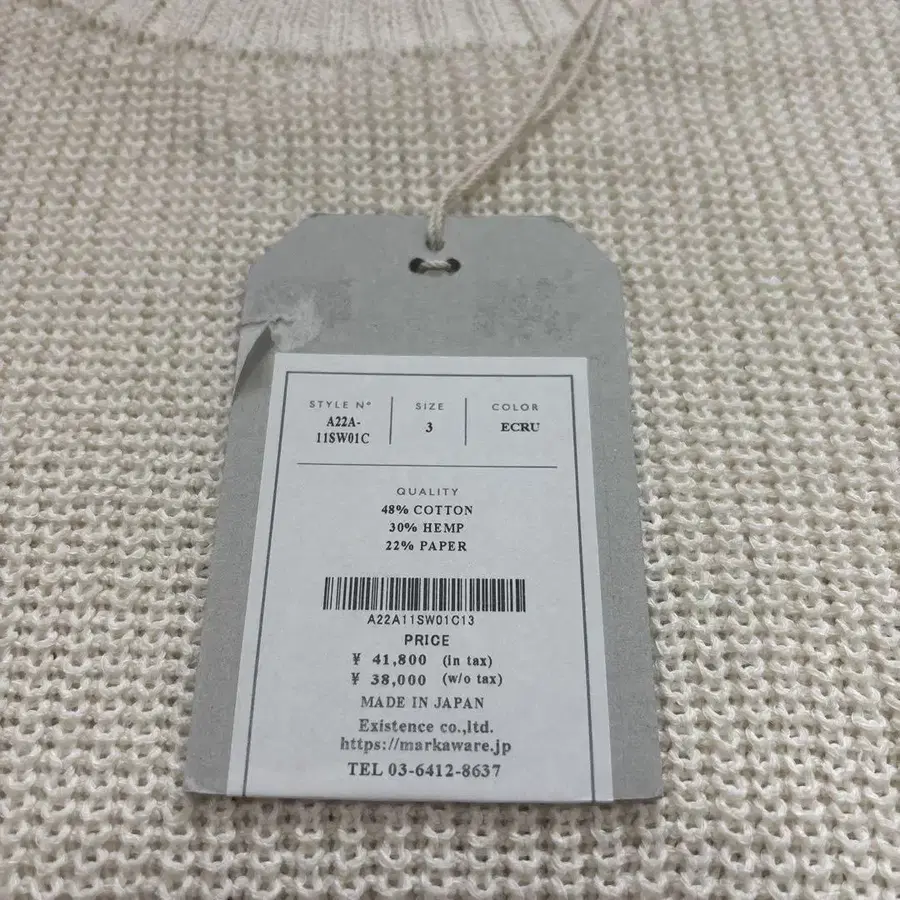 STYLE Nº
A22A-
11SW01C
SIZE
3
COLOR
ECRU
QUALITY
48% COTTON
30% HEMP
22% PAPER
A22A11SW01C13
PRICE
¥ 41,800 (in tax)
¥ 38,000 (w/o tax)
MADE IN JAPAN
Existence co.,ltd.
https://markaware.jp
TEL 03-6412-8637